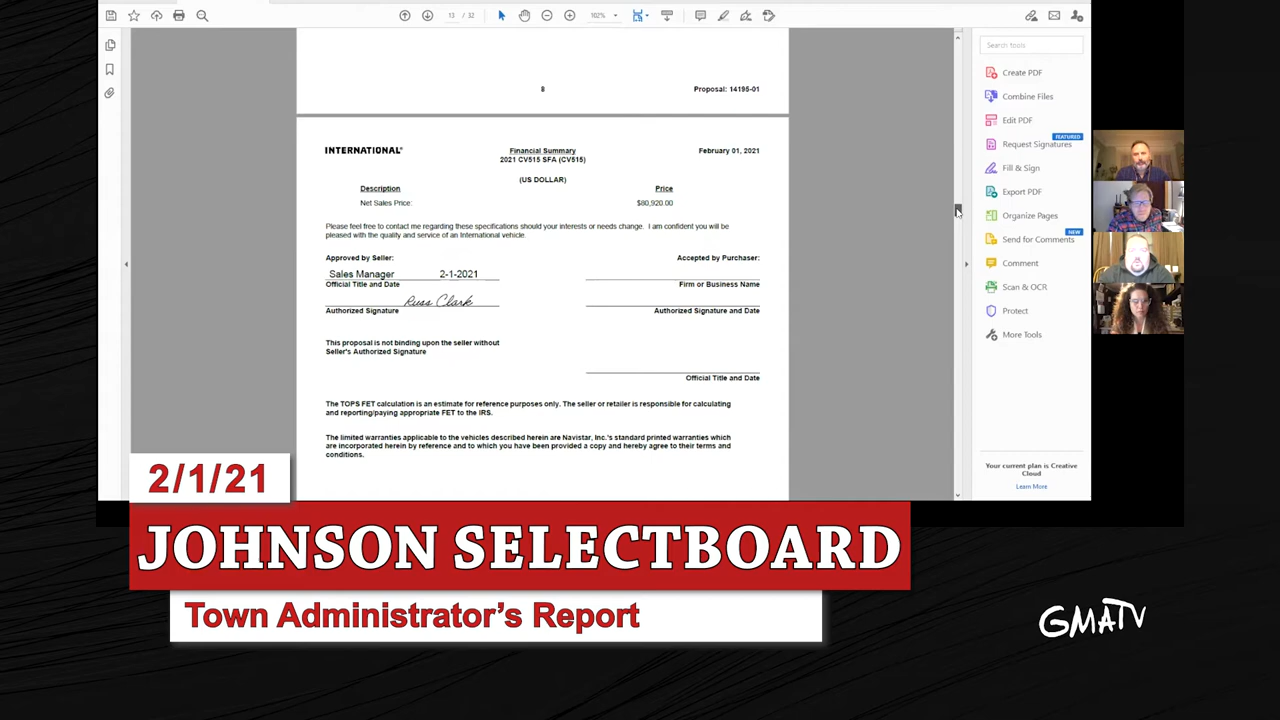 13 / 32
102%
Search tools
Create PDF
Combine Files
Edit PDF
FEATURED
Request Signatures
Fill & Sign
Export PDF
Organize Pages
NEW
Send for Comments
Comment
Scan & OCR
Protect
More Tools
Your current plan is Creative
Cloud
Learn More
8
Proposal: 14195-01
INTERNATIONAL®
Financial Summary
2021 CV515 SFA (CV515)
February 01, 2021
(US DOLLAR)
Description
Price
Net Sales Price:
$80,920.00
Please feel free to contact me regarding these specifications should your interests or needs change. I am confident you will be
pleased with the quality and service of an International vehicle.
Approved by Seller:
Accepted by Purchaser:
Sales Manager 2-1-2021
Official Title and Date
Firm or Business Name
Russ Clark
Authorized Signature
Authorized Signature and Date
This proposal is not binding upon the seller without
Seller's Authorized Signature
Official Title and Date
The TOPS FET calculation is an estimate for reference purposes only. The seller or retailer is responsible for calculating
and reporting/paying appropriate FET to the IRS.
The limited warranties applicable to the vehicles described herein are Navistar, Inc.'s standard printed warranties which
are incorporated herein by reference and to which you have been provided a copy and hereby agree to their terms and
conditions.
2/1/21
JOHNSON SELECTBOARD
Town Administrator's Report
GMATV